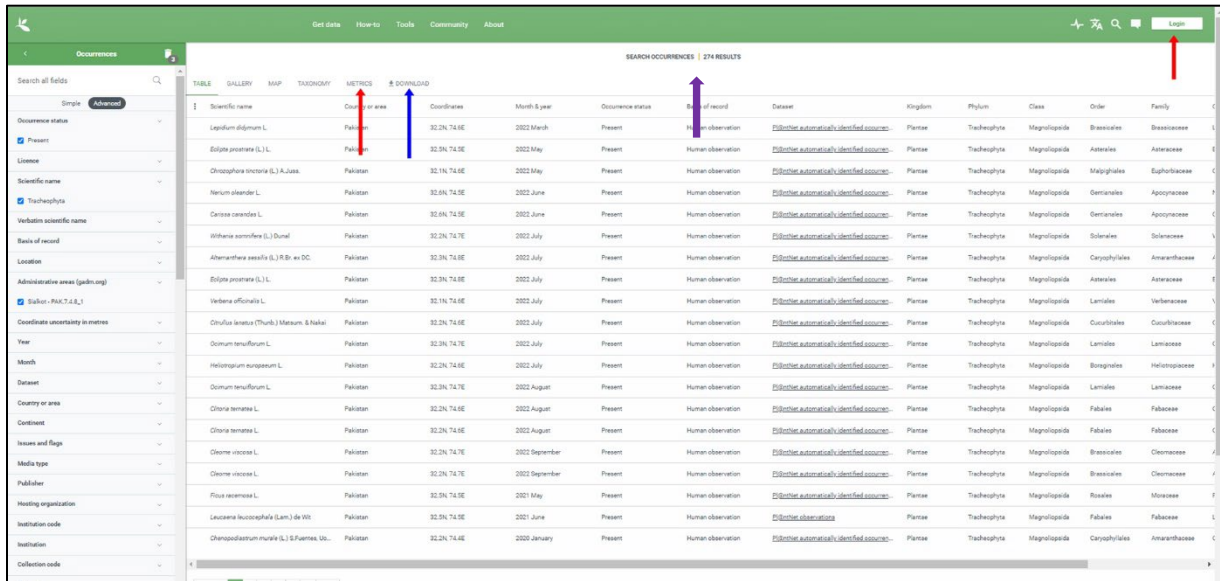 Get data How-to Tools Community About Login
Occurrences 3
SEARCH OCCURRENCES | 274 RESULTS
Search all fields
Simple Advanced
Occurrence status
Present
Licence
Scientific name
Tracheophyta
Verbatim scientific name
Basis of record
Location
Administrative areas (gadm.org)
Sialkot - PAK.7.4.8_1
Coordinate uncertainty in metres
Year
Month
Dataset
Country or area
Continent
Issues and flags
Media type
Publisher
Hosting organization
Institution code
Institution
Collection code
TABLE GALLERY MAP TAXONOMY METRICS DOWNLOAD
Scientific name Country or area Coordinates Month & year Occurrence status Basis of record Dataset Kingdom Phylum Class Order Family
Lepidium didymum L. Pakistan 32.2N, 74.6E 2022 March Present Human observation Pl@ntNet automatically identified occurren... Plantae Tracheophyta Magnoliopsida Brassicales Brassicaceae
Eclipta prostrata (L.) L. Pakistan 32.5N, 74.5E 2022 May Present Human observation Pl@ntNet automatically identified occurren... Plantae Tracheophyta Magnoliopsida Asterales Asteraceae
Chrozophora tinctoria (L.) A.Juss. Pakistan 32.1N, 74.6E 2022 May Present Human observation Pl@ntNet automatically identified occurren... Plantae Tracheophyta Magnoliopsida Malpighiales Euphorbiaceae
Nerium oleander L. Pakistan 32.6N, 74.5E 2022 June Present Human observation Pl@ntNet automatically identified occurren... Plantae Tracheophyta Magnoliopsida Gentianales Apocynaceae
Carissa carandas L. Pakistan 32.6N, 74.5E 2022 June Present Human observation Pl@ntNet automatically identified occurren... Plantae Tracheophyta Magnoliopsida Gentianales Apocynaceae
Withania somnifera (L.) Dunal Pakistan 32.2N, 74.7E 2022 July Present Human observation Pl@ntNet automatically identified occurren... Plantae Tracheophyta Magnoliopsida Solanales Solanaceae
Alternanthera sessilis (L.) R.Br. ex DC. Pakistan 32.3N, 74.8E 2022 July Present Human observation Pl@ntNet automatically identified occurren... Plantae Tracheophyta Magnoliopsida Caryophyllales Amaranthaceae
Eclipta prostrata (L.) L. Pakistan 32.3N, 74.8E 2022 July Present Human observation Pl@ntNet automatically identified occurren... Plantae Tracheophyta Magnoliopsida Asterales Asteraceae
Verbena officinalis L. Pakistan 32.1N, 74.6E 2022 July Present Human observation Pl@ntNet automatically identified occurren... Plantae Tracheophyta Magnoliopsida Lamiales Verbenaceae
Citrullus lanatus (Thunb.) Matsum. & Nakai Pakistan 32.2N, 74.6E 2022 July Present Human observation Pl@ntNet automatically identified occurren... Plantae Tracheophyta Magnoliopsida Cucurbitales Cucurbitaceae
Ocimum tenuiflorum L. Pakistan 32.3N, 74.7E 2022 July Present Human observation Pl@ntNet automatically identified occurren... Plantae Tracheophyta Magnoliopsida Lamiales Lamiaceae
Heliotropium europaeum L. Pakistan 32.2N, 74.6E 2022 July Present Human observation Pl@ntNet automatically identified occurren... Plantae Tracheophyta Magnoliopsida Boraginales Heliotropiaceae
Ocimum tenuiflorum L. Pakistan 32.3N, 74.7E 2022 August Present Human observation Pl@ntNet automatically identified occurren... Plantae Tracheophyta Magnoliopsida Lamiales Lamiaceae
Clitoria ternatea L. Pakistan 32.2N, 74.6E 2022 August Present Human observation Pl@ntNet automatically identified occurren... Plantae Tracheophyta Magnoliopsida Fabales Fabaceae
Clitoria ternatea L. Pakistan 32.2N, 74.6E 2022 August Present Human observation Pl@ntNet automatically identified occurren... Plantae Tracheophyta Magnoliopsida Fabales Fabaceae
Cleome viscosa L. Pakistan 32.2N, 74.7E 2022 September Present Human observation Pl@ntNet automatically identified occurren... Plantae Tracheophyta Magnoliopsida Brassicales Cleomaceae
Cleome viscosa L. Pakistan 32.2N, 74.7E 2022 September Present Human observation Pl@ntNet automatically identified occurren... Plantae Tracheophyta Magnoliopsida Brassicales Cleomaceae
Ficus racemosa L. Pakistan 32.5N, 74.5E 2021 May Present Human observation Pl@ntNet automatically identified occurren... Plantae Tracheophyta Magnoliopsida Rosales Moraceae
Leucaena leucocephala (Lam.) de Wit Pakistan 32.5N, 74.5E 2021 June Present Human observation Pl@ntNet observations Plantae Tracheophyta Magnoliopsida Fabales Fabaceae
Chenopodiastrum murale (L.) S.Fuentes, Uo... Pakistan 32.2N, 74.4E 2020 January Present Human observation Pl@ntNet automatically identified occurren... Plantae Tracheophyta Magnoliopsida Caryophyllales Amaranthaceae